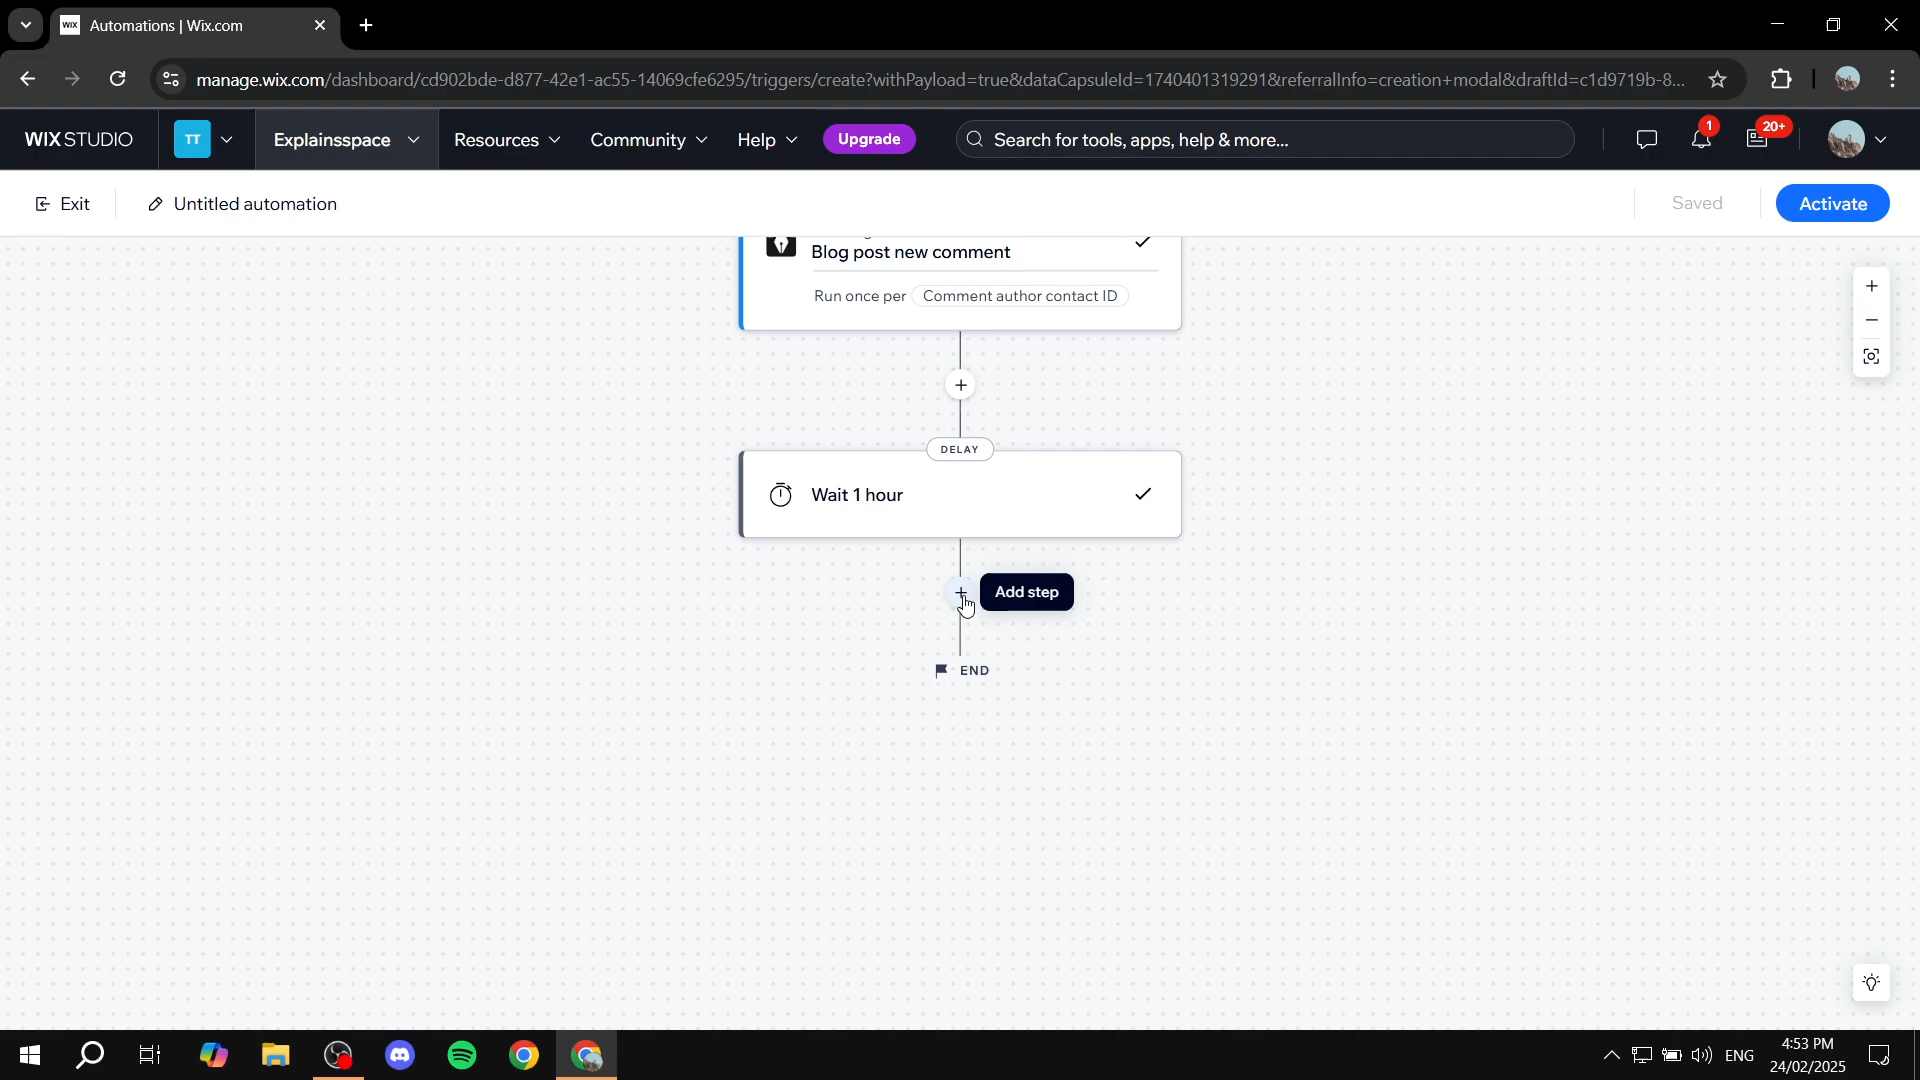 WIX
Automations | Wix.com
manage.wix.com/dashboard/cd902bde-d877-42e1-ac55-14069cfe6295/triggers/create?withPayload=true&dataCapsuleId=1740401319291&referralInfo=creation+modal&draftId=c1d9719b-8...
WIX STUDIO
TT
Explainsspace
Resources
Community
Help
Upgrade
Search for tools, apps, help & more...
1
20+
Exit
Untitled automation
Saved
Activate
Blog post new comment
Run once per Comment author contact ID
DELAY
Wait 1 hour
Add step
END
ENG
4:53 PM
24/02/2025